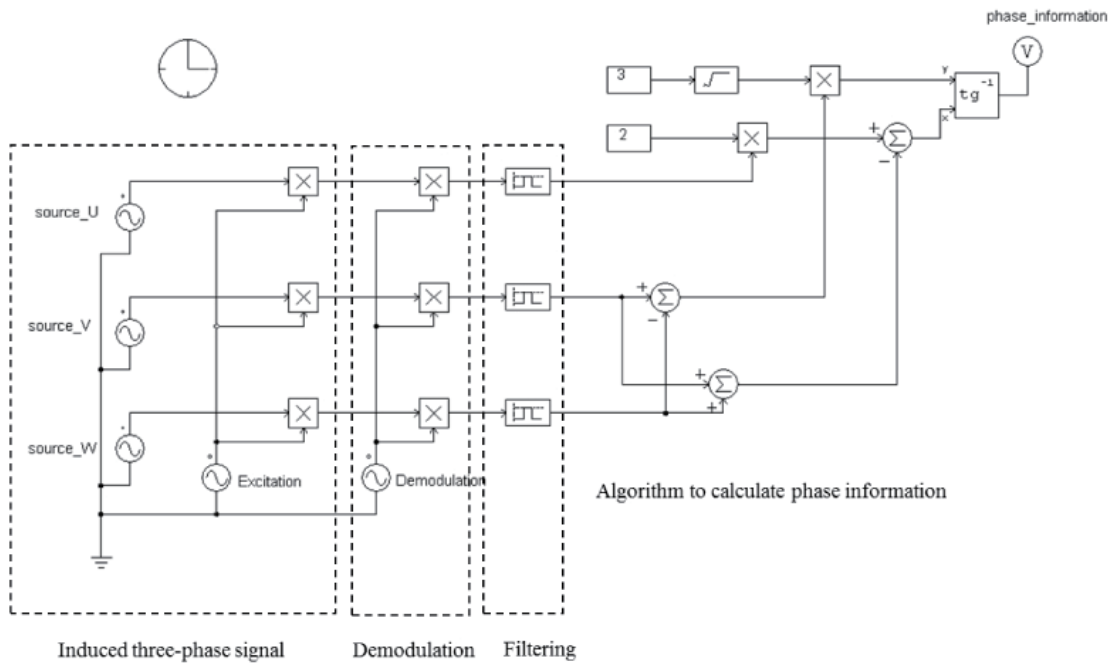 phase_information
V
3
Y
tg⁻¹
x
2
+
Σ
−
source_U
+
Σ
−
source_V
+
Σ
+
source_W
Excitation
Demodulation
Algorithm to calculate phase information
Induced three-phase signal
Demodulation
Filtering